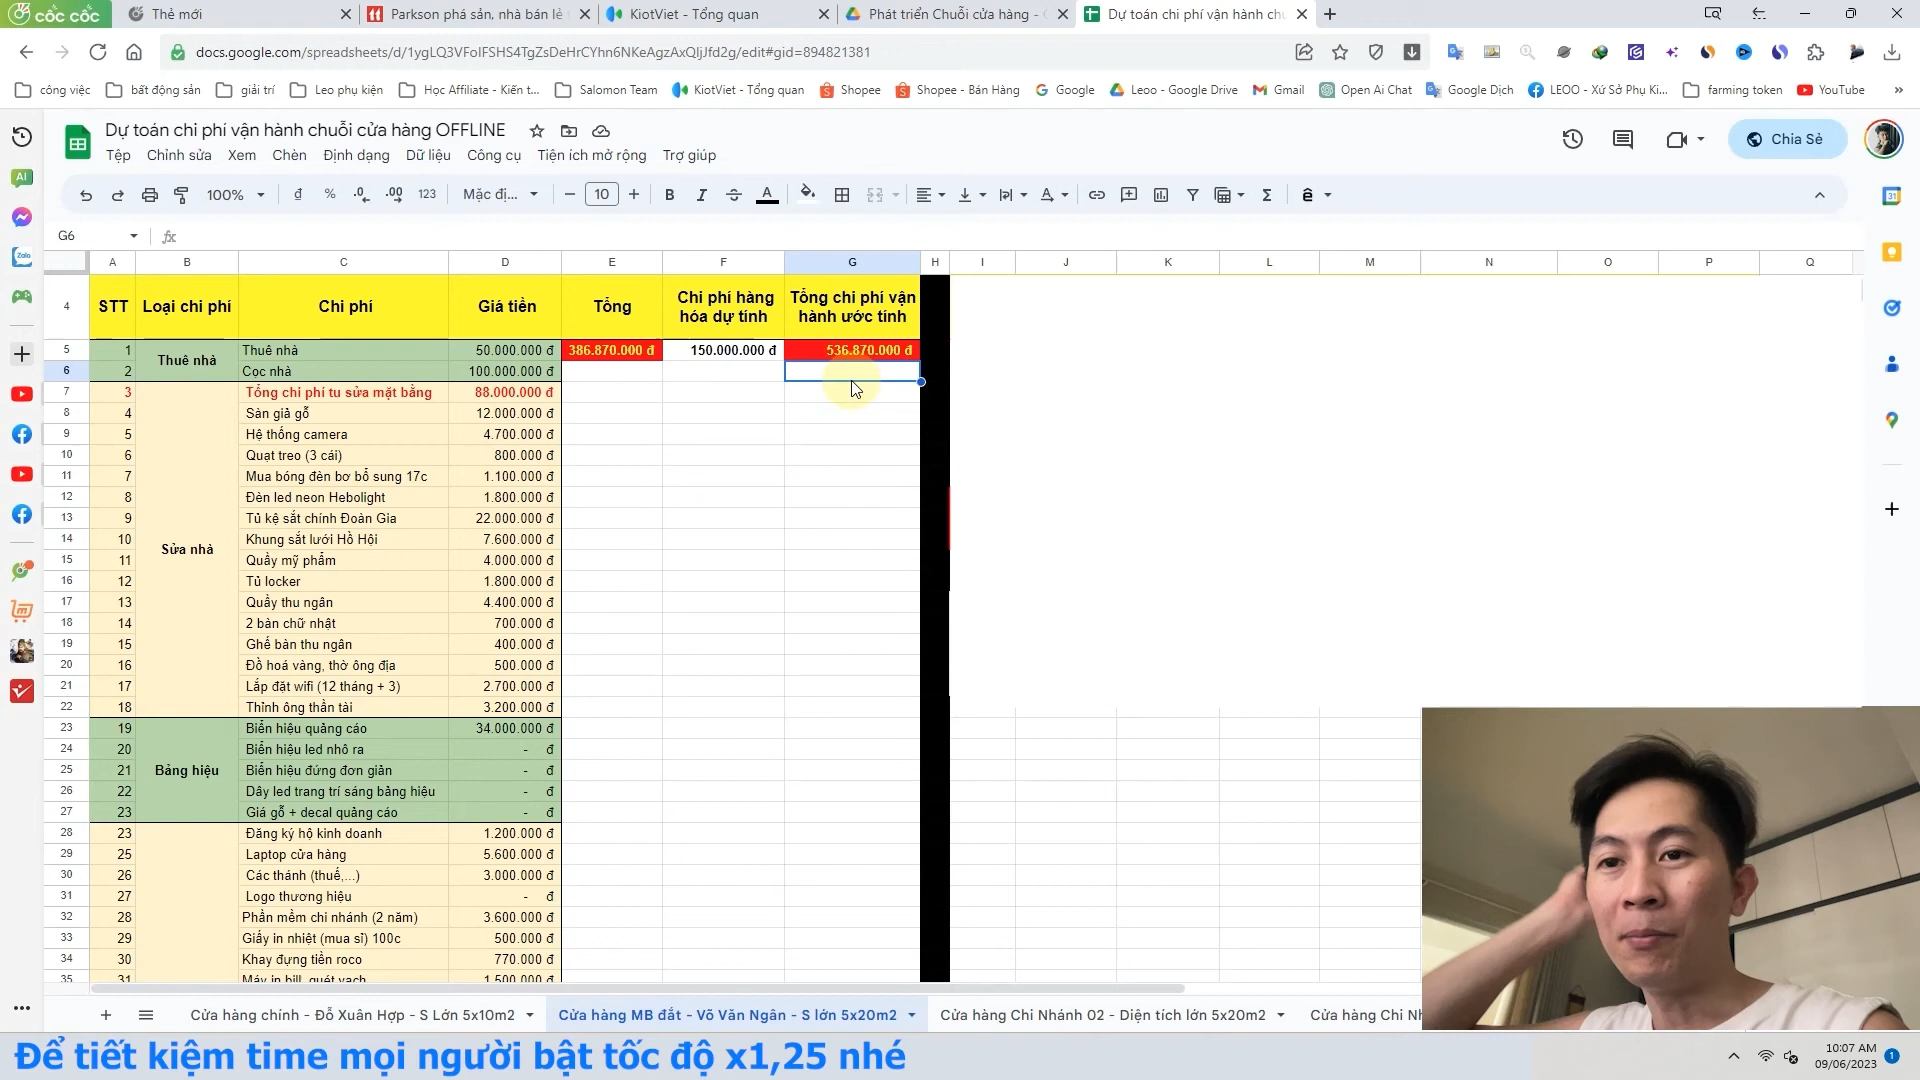 cốc cốc
Thẻ mới
Parkson phá sản, nhà bán lẻ
KiotViet - Tổng quan
Phát triển Chuỗi cửa hàng -
Dự toán chi phí vận hành
docs.google.com/spreadsheets/d/1ygLQ3VFoIFSHS4TgZsDeHrCYhn6NKeAgzAxQIjJfd2g/edit#gid=894821381
công việc
bất động sản
giải trí
Leo phụ kiện
Học Affiliate - Kiến t...
Salomon Team
KiotViet - Tổng quan
Shopee
Shopee - Bán Hàng
Google
Leoo - Google Drive
Gmail
Open Ai Chat
Google Dịch
LEOO - Xứ Sở Phụ Ki...
farming token
YouTube
Dự toán chi phí vận hành chuỗi cửa hàng OFFLINE
Chia Sẻ
Tệp Chỉnh sửa Xem Chèn Định dạng Dữ liệu Công cụ Tiện ích mở rộng Trợ giúp
100% đ % .0 .00 123 Mặc đị... 10 B I A
G6
A B C D E F G H I J K L M N O P Q
4 STT Loại chi phí Chi phí Giá tiền Tổng Chi phí hàng hóa dự tính Tổng chi phí vận hành ước tính
5 1 Thuê nhà Thuê nhà 50.000.000 đ 386.870.000 đ 150.000.000 đ 536.870.000 đ
6 2 Cọc nhà 100.000.000 đ
7 3 Tổng chi phí tu sửa mặt bằng 88.000.000 đ
8 4 Sàn giả gỗ 12.000.000 đ
9 5 Hệ thống camera 4.700.000 đ
10 6 Quạt treo (3 cái) 800.000 đ
11 7 Mua bóng đèn bơ bổ sung 17c 1.100.000 đ
12 8 Đèn led neon Hebolight 1.800.000 đ
13 9 Tủ kệ sắt chính Đoàn Gia 22.000.000 đ
14 10 Sửa nhà Khung sắt lưới Hồ Hội 7.600.000 đ
15 11 Quầy mỹ phẩm 4.000.000 đ
16 12 Tủ locker 1.800.000 đ
17 13 Quầy thu ngân 4.400.000 đ
18 14 2 bàn chữ nhật 700.000 đ
19 15 Ghế bàn thu ngân 400.000 đ
20 16 Đồ hoá vàng, thờ ông địa 500.000 đ
21 17 Lắp đặt wifi (12 tháng + 3) 2.700.000 đ
22 18 Thỉnh ông thần tài 3.200.000 đ
23 19 Biển hiệu quảng cáo 34.000.000 đ
24 20 Biển hiệu led nhô ra - đ
25 21 Bảng hiệu Biển hiệu đứng đơn giản - đ
26 22 Dây led trang trí sáng bảng hiệu - đ
27 23 Giá gỗ + decal quảng cáo - đ
28 23 Đăng ký hộ kinh doanh 1.200.000 đ
29 25 Laptop cửa hàng 5.600.000 đ
30 26 Các thánh (thuế,...) 3.000.000 đ
31 27 Logo thương hiệu - đ
32 28 Phần mềm chi nhánh (2 năm) 3.600.000 đ
33 29 Giấy in nhiệt (mua sỉ) 100c 500.000 đ
34 30 Khay đựng tiền roco 770.000 đ
35 31 Máy in bill, quét vạch 1.500.000 đ
Cửa hàng chính - Đỗ Xuân Hợp - S Lớn 5x10m2
Cửa hàng MB đắt - Võ Văn Ngân - S lớn 5x20m2
Cửa hàng Chi Nhánh 02 - Diện tích lớn 5x20m2
Cửa hàng Chi
Để tiết kiệm time mọi người bật tốc độ x1,25 nhé
10:07 AM
09/06/2023
1